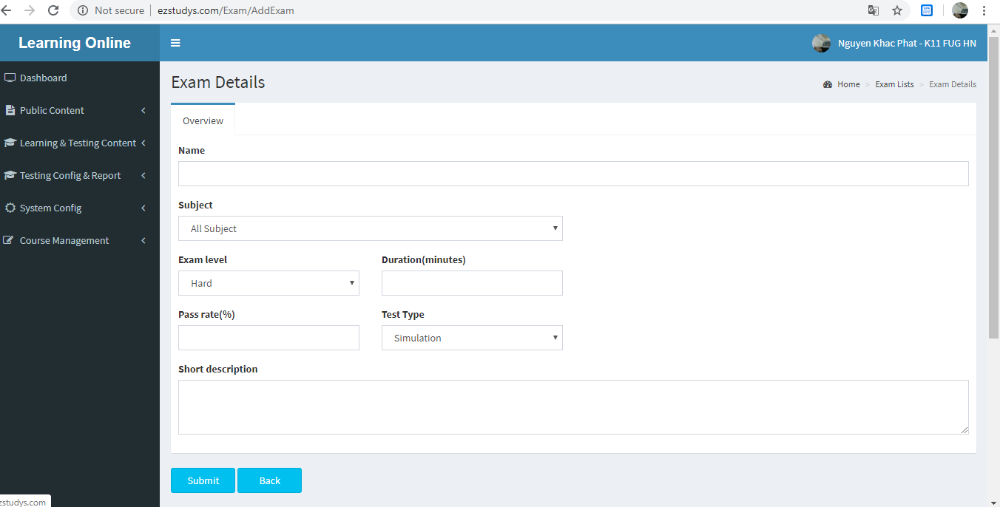 Not secure ezstudys.com/Exam/AddExam
Learning Online
Nguyen Khac Phat - K11 FUG HN
Dashboard
Public Content
Learning & Testing Content
Testing Config & Report
System Config
Course Management
Exam Details
Home > Exam Lists > Exam Details
Overview
Name
Subject
All Subject
Exam level Duration(minutes)
Hard
Pass rate(%) Test Type
Simulation
Short description
Submit Back
zstudys.com